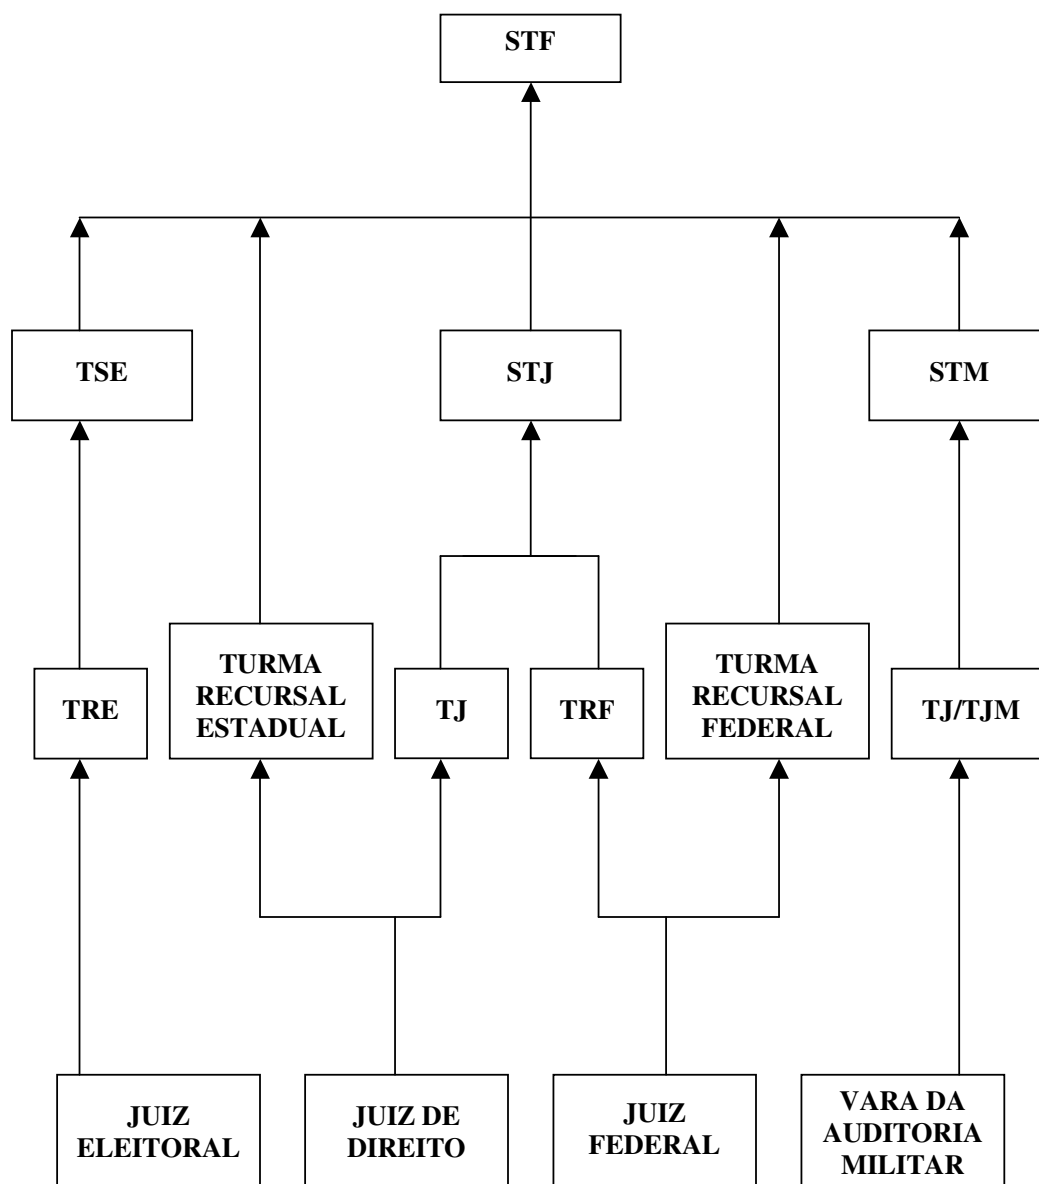 STF
TSE
STJ
STM
TRE
TURMA
RECURSAL
ESTADUAL
TJ
TRF
TURMA
RECURSAL
FEDERAL
TJ/TJM
JUIZ
ELEITORAL
JUIZ DE
DIREITO
JUIZ
FEDERAL
VARA DA
AUDITORIA
MILITAR